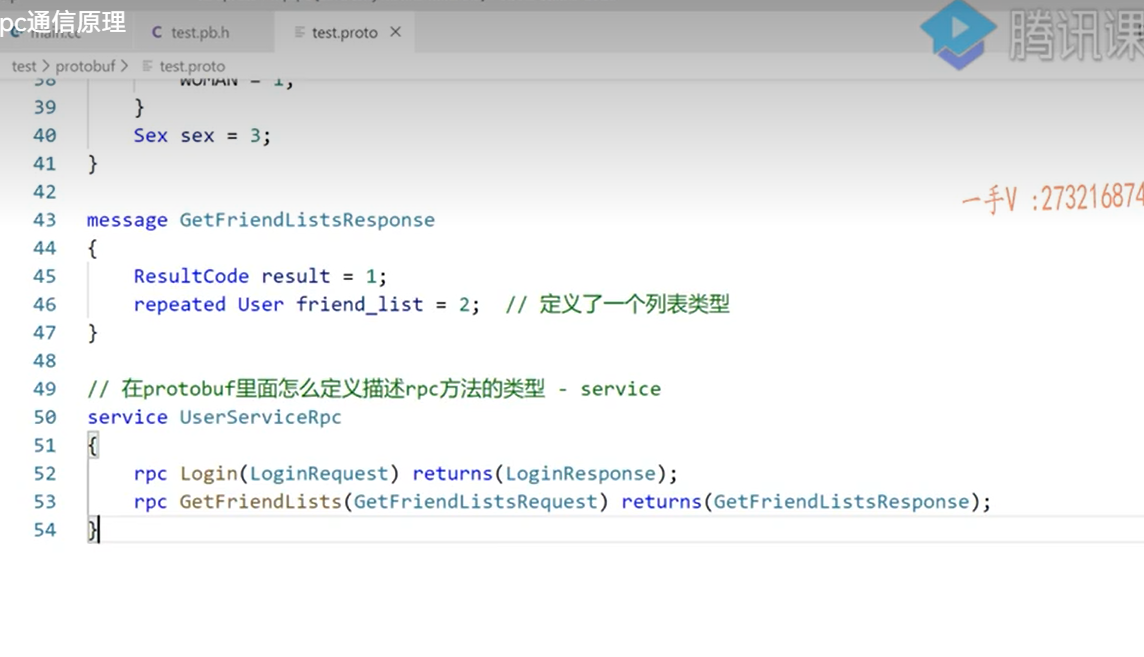 pc通信原理
main.cc
test.pb.h
test.proto
腾讯课
test > protobuf > test.proto
38 WOMAN = 1;
39 }
40 Sex sex = 3;
41 }
42
一手V :273216874
43 message GetFriendListsResponse
44 {
45 ResultCode result = 1;
46 repeated User friend_list = 2; // 定义了一个列表类型
47 }
48
49 // 在protobuf里面怎么定义描述rpc方法的类型 - service
50 service UserServiceRpc
51 {
52 rpc Login(LoginRequest) returns(LoginResponse);
53 rpc GetFriendLists(GetFriendListsRequest) returns(GetFriendListsResponse);
54 }